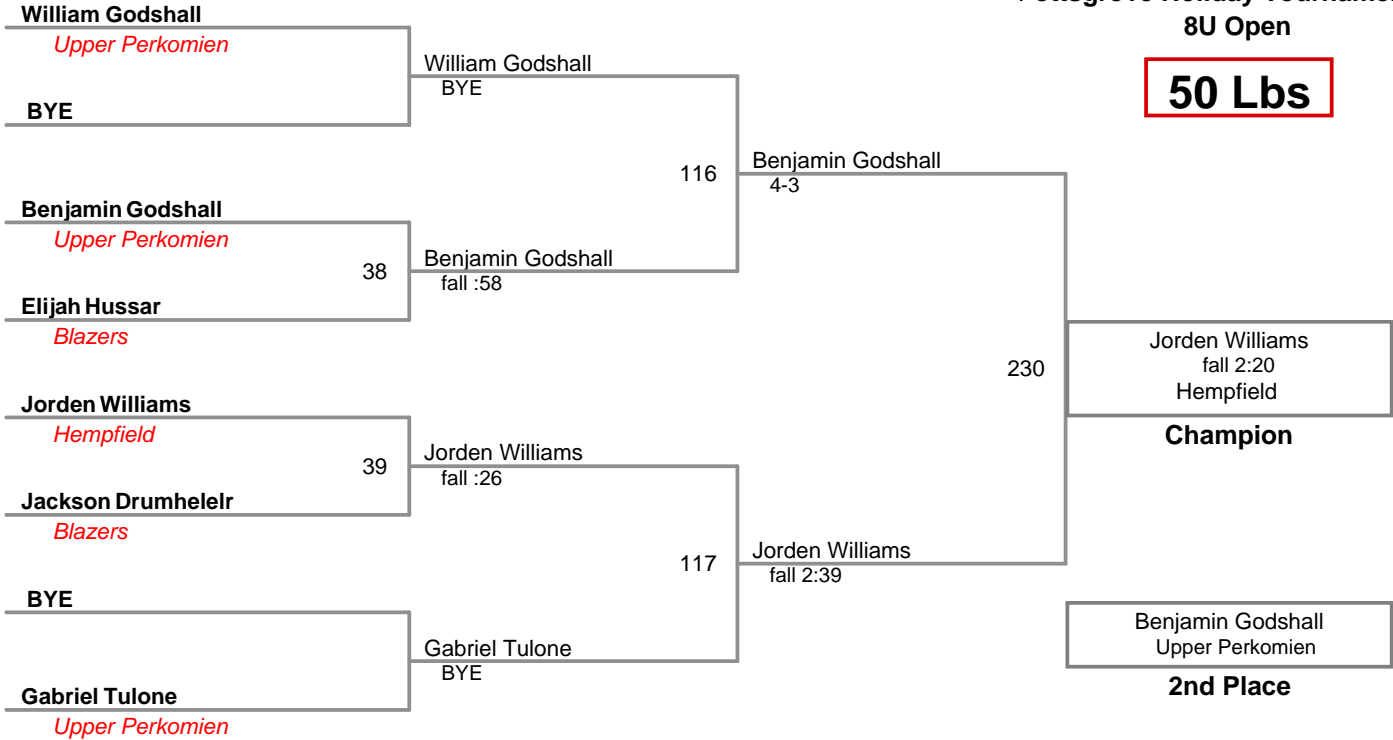 Holiday Tournament
8U Open
50 Lbs
William Godshall
Upper Perkomien
BYE
Benjamin Godshall
Upper Perkomien
38
Elijah Hussar
Blazers
Jorden Williams
Hempfield
39
Jackson Drumhelelr
Blazers
BYE
Gabriel Tulone
Upper Perkomien
William Godshall
BYE
116
Benjamin Godshall
fall :58
Jorden Williams
fall :26
117
Gabriel Tulone
BYE
Benjamin Godshall
4-3
230
Jorden Williams
fall 2:39
Jorden Williams
fall 2:20
Hempfield
Champion
Benjamin Godshall
Upper Perkomien
2nd Place